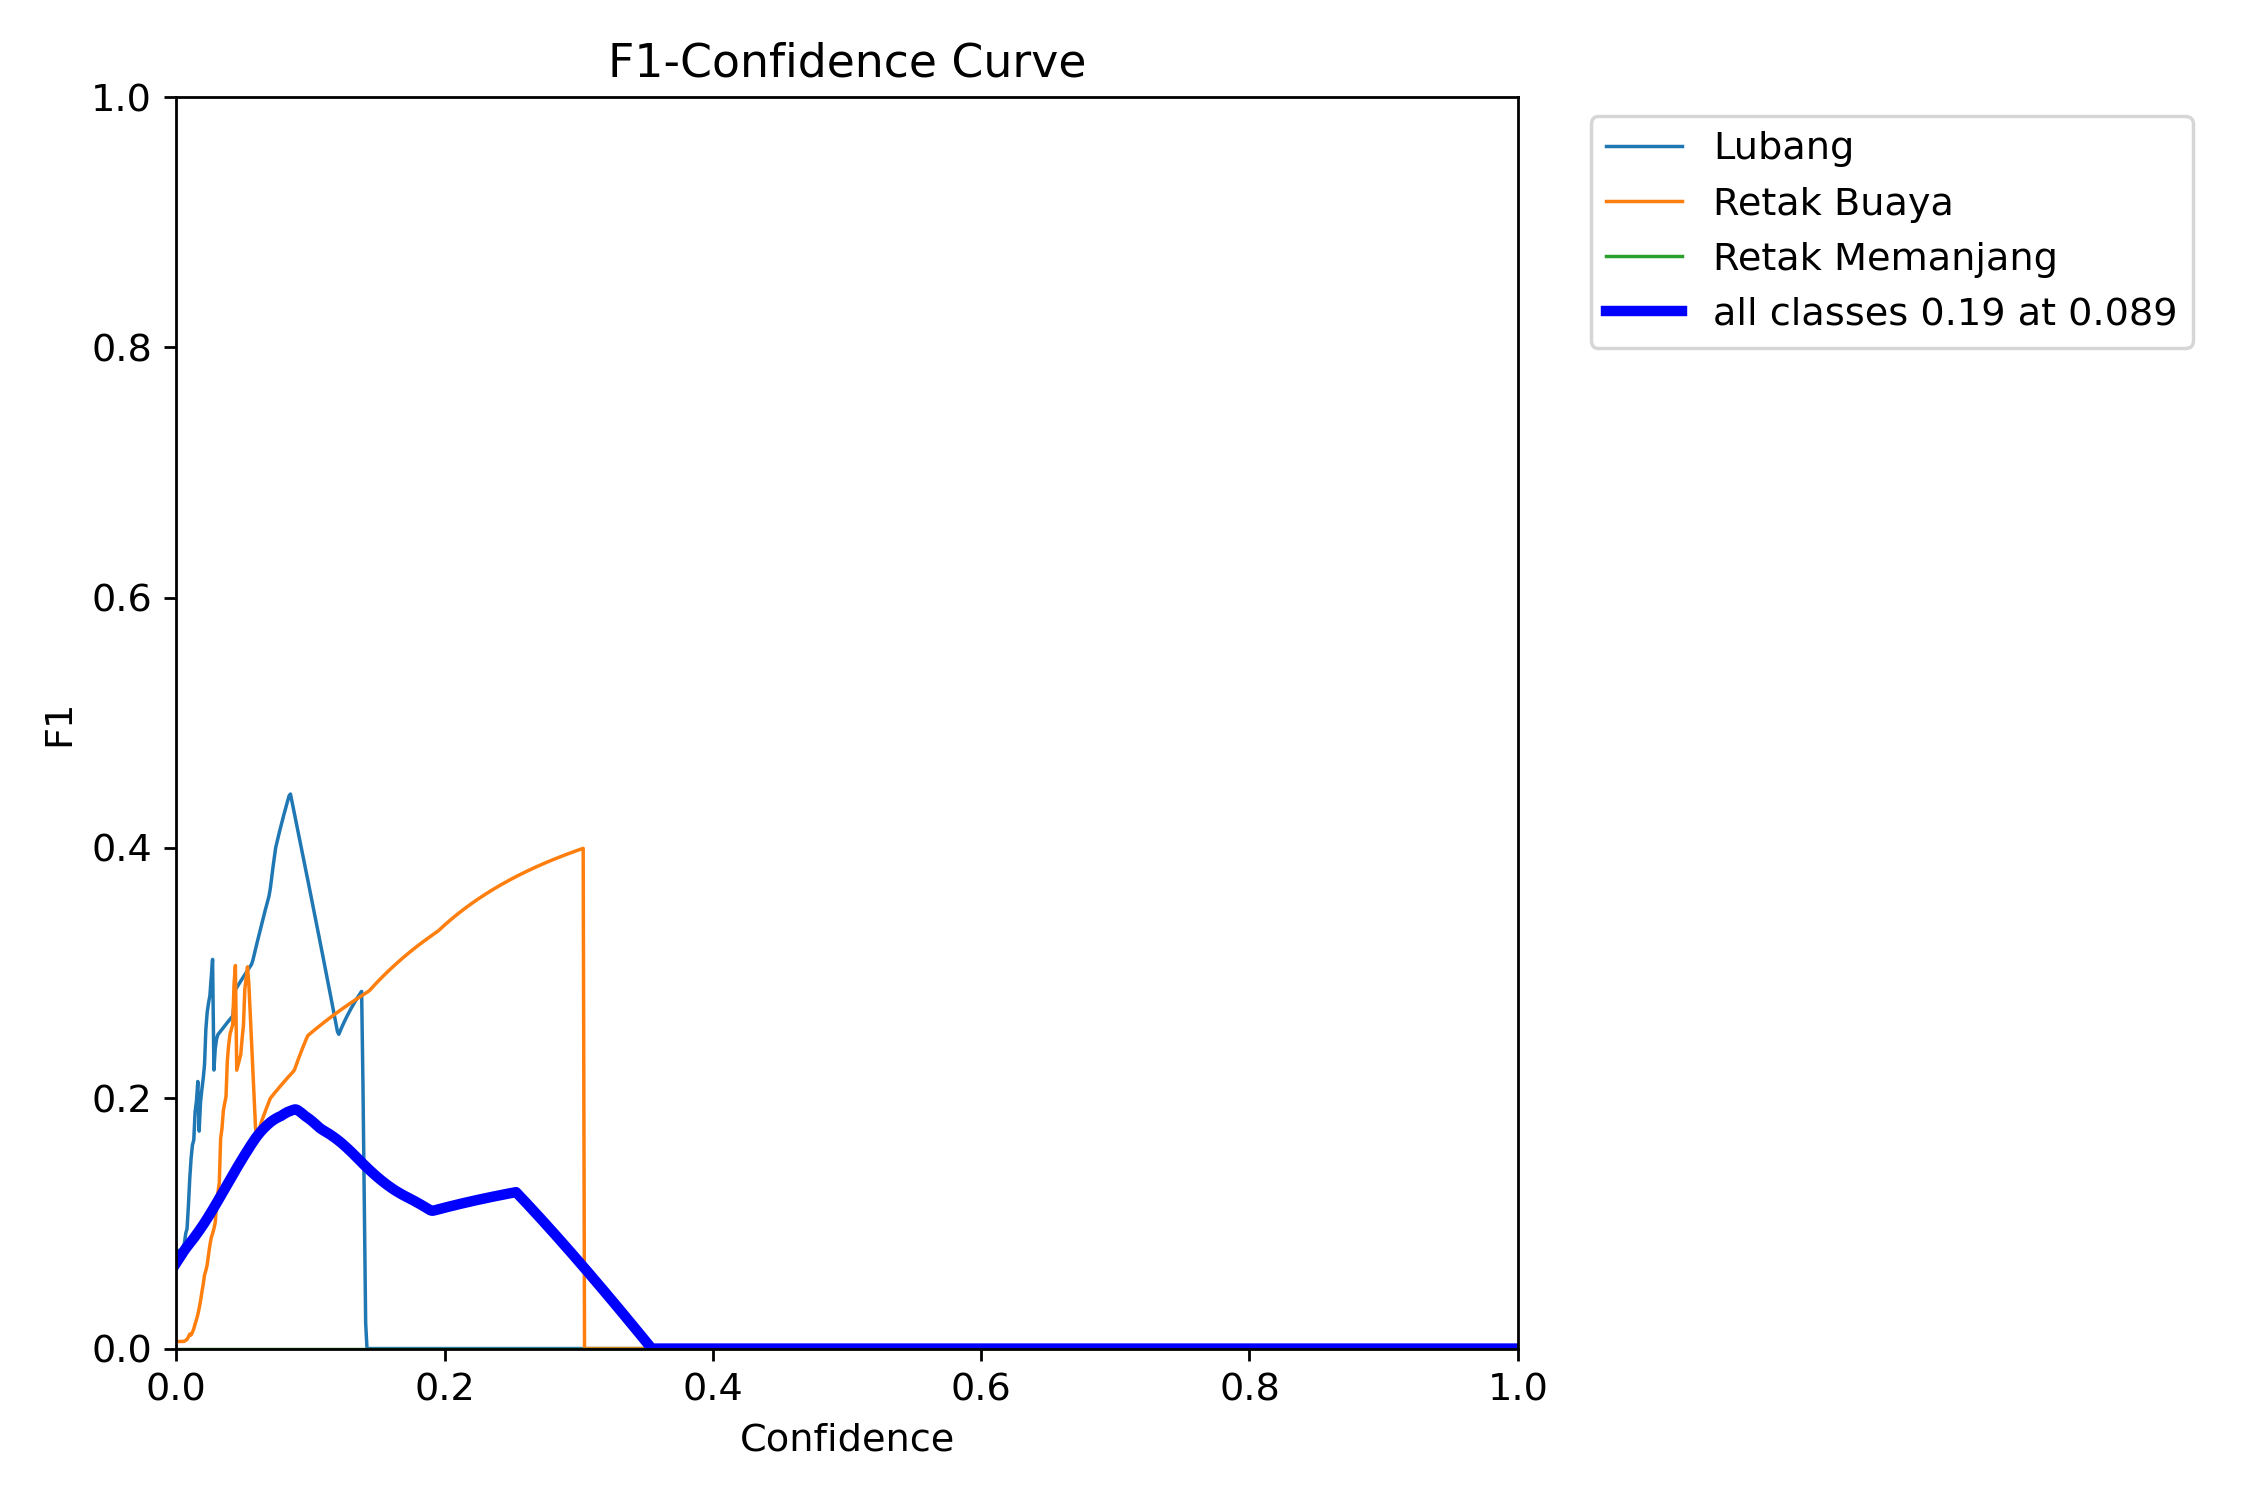 F1-Confidence Curve
1.0
0.8
0.6
0.4
0.2
0.0
F1
0.0 0.2 0.4 0.6 0.8 1.0
Confidence
Lubang
Retak Buaya
Retak Memanjang
all classes 0.19 at 0.089